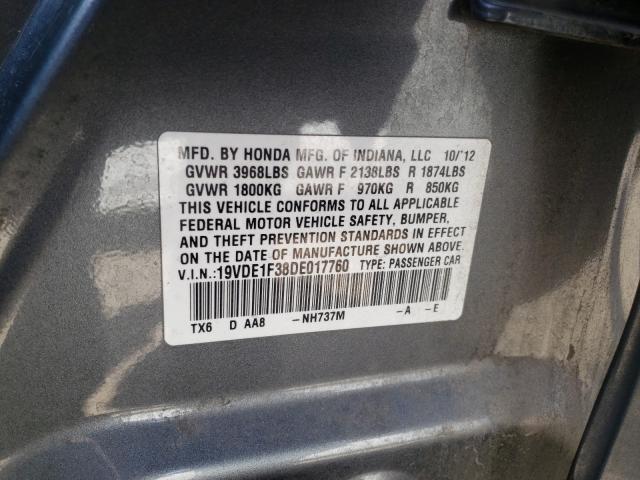 MFD. BY HONDA MFG. OF INDIANA, LLC 10/'12
GVWR 3968LBS GAWR F 2138LBS R 1874LBS
GVWR 1800KG GAWR F 970KG R 850KG
THIS VEHICLE CONFORMS TO ALL APPLICABLE
FEDERAL MOTOR VEHICLE SAFETY, BUMPER,
AND THEFT PREVENTION STANDARDS IN EFFECT
ON THE DATE OF MANUFACTURE SHOWN ABOVE.
V.I.N.:19VDE1F38DE017760 TYPE: PASSENGER CAR
TX6 D AA8 -NH737M -A -E